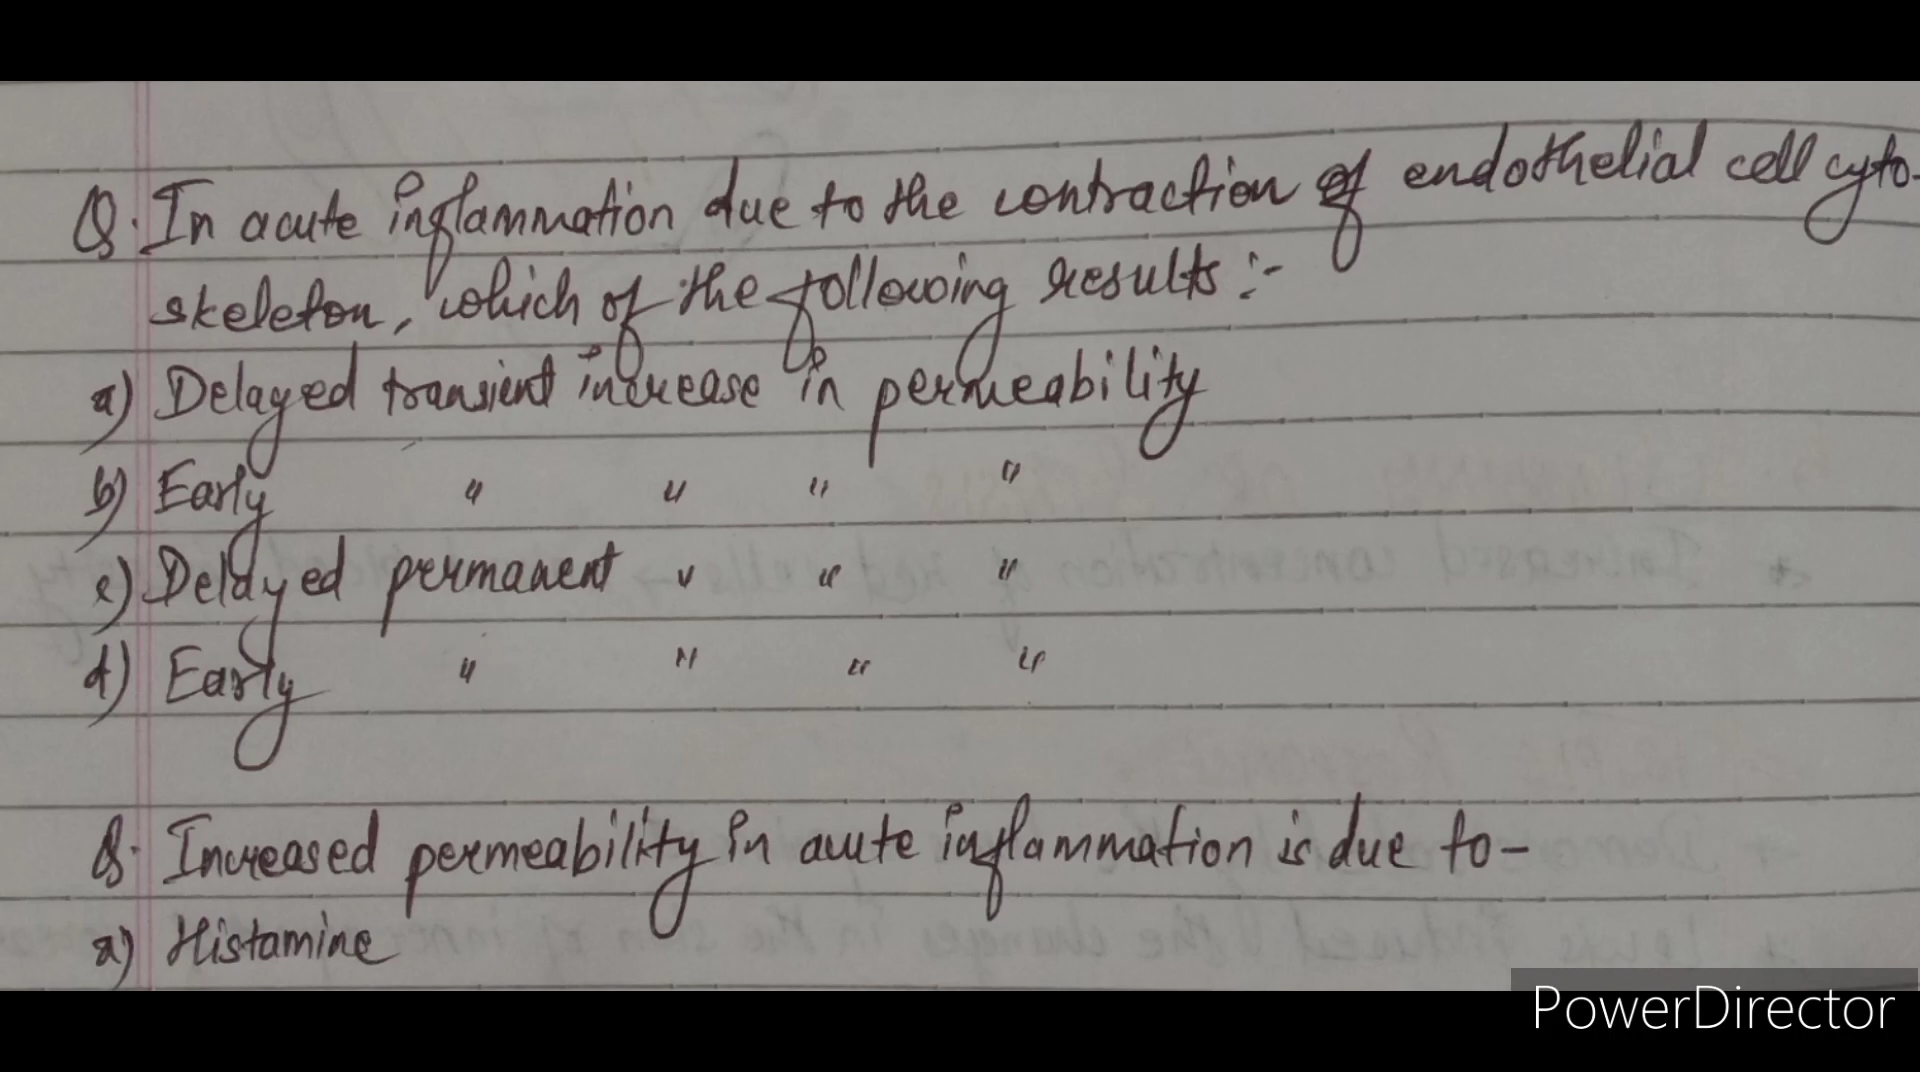 Q. In acute inflammation due to the contraction of endothelial cell cyto-
skeleton, which of the following results :-
a) Delayed transient increase in permeability
b) Early " " " "
c) Delayed permanent " " "
d) Early " " " "
Q. Increased permeability in acute inflammation is due to -
a) Histamine
PowerDirector